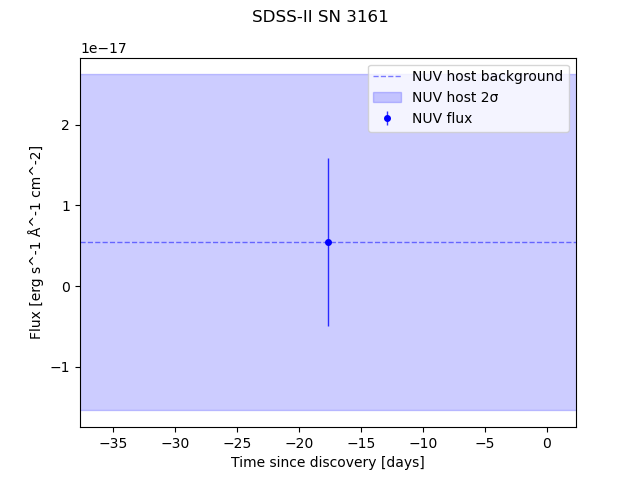 SDSS-II SN 3161
1e−17
NUV host background
NUV host 2σ
NUV flux
2
1
0
−1
Flux [erg s^-1 Å^-1 cm^-2]
−35 −30 −25 −20 −15 −10 −5 0
Time since discovery [days]